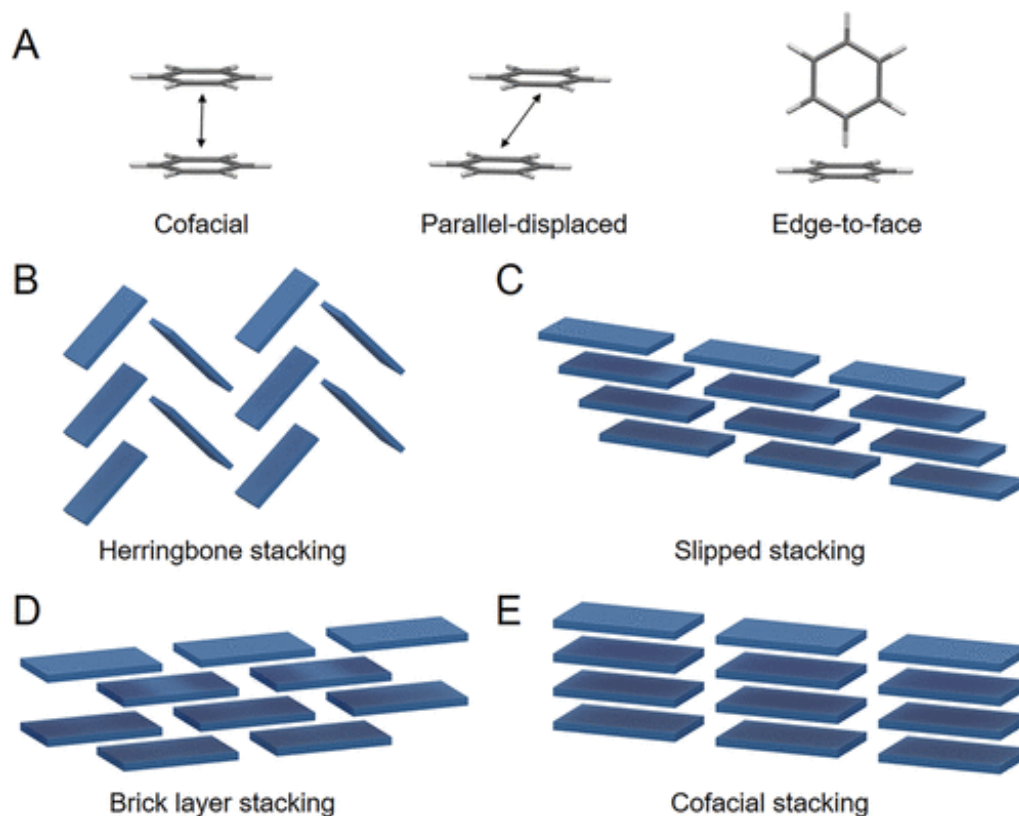 A
Cofacial
Parallel-displaced
Edge-to-face
B
Herringbone stacking
C
Slipped stacking
D
Brick layer stacking
E
Cofacial stacking